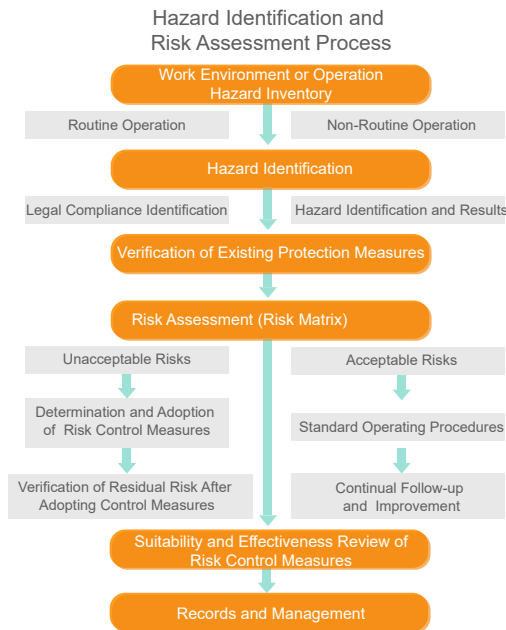 Hazard Identification and
Risk Assessment Process
Work Environment or Operation
Hazard Inventory
Routine Operation
Non-Routine Operation
Hazard Identification
Legal Compliance Identification
Hazard Identification and Results
Verification of Existing Protection Measures
Risk Assessment (Risk Matrix)
Unacceptable Risks
Acceptable Risks
Determination and Adoption
of Risk Control Measures
Standard Operating Procedures
Verification of Residual Risk After
Adopting Control Measures
Continual Follow-up
and Improvement
Suitability and Effectiveness Review of
Risk Control Measures
Records and Management